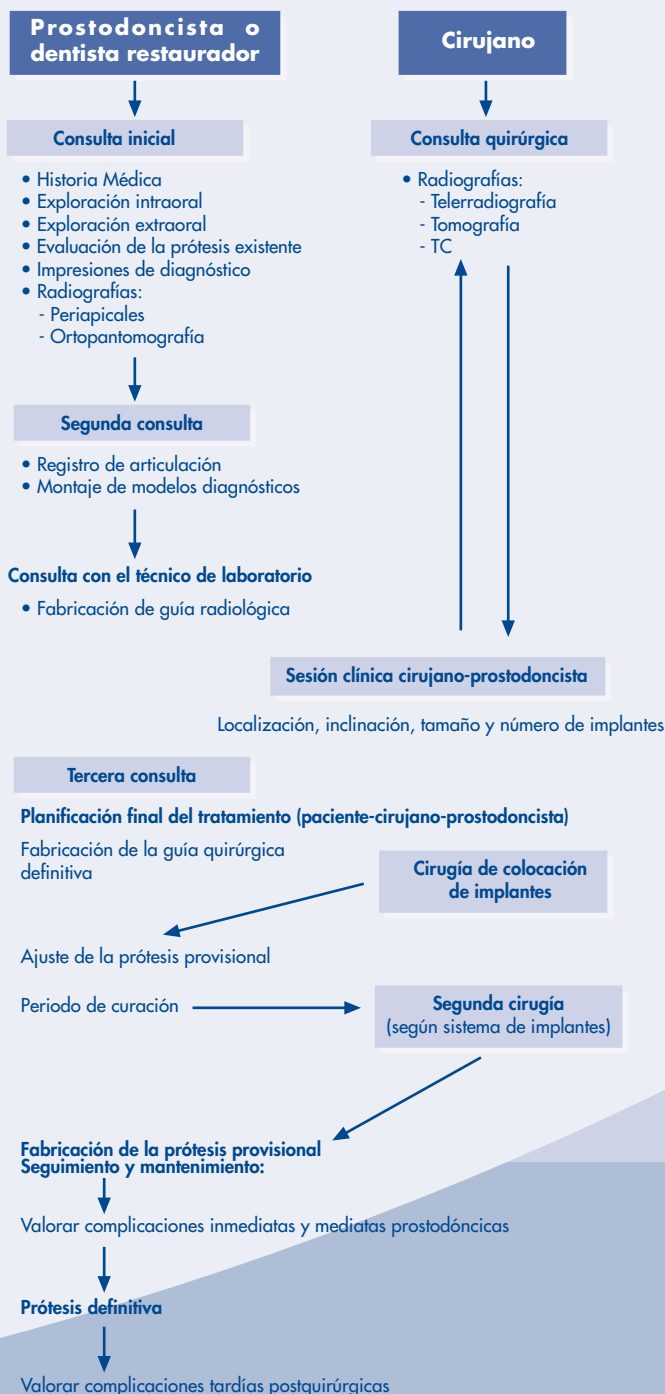 Prostodoncista o
dentista restaurador
Cirujano
Consulta inicial
• Historia Médica
• Exploración intraoral
• Exploración extraoral
• Evaluación de la prótesis existente
• Impresiones de diagnóstico
• Radiografías:
- Periapicales
- Ortopantomografía
Consulta quirúrgica
• Radiografías:
- Telerradiografía
- Tomografía
- TC
Segunda consulta
• Registro de articulación
• Montaje de modelos diagnósticos
Consulta con el técnico de laboratorio
• Fabricación de guía radiológica
Sesión clínica cirujano-prostodoncista
Localización, inclinación, tamaño y número de implantes
Tercera consulta
Planificación final del tratamiento (paciente-cirujano-prostodoncista)
Fabricación de la guía quirúrgica
definitiva
Cirugía de colocación
de implantes
Ajuste de la prótesis provisional
Periodo de curación
Segunda cirugía
(según sistema de implantes)
Fabricación de la prótesis provisional
Seguimiento y mantenimiento:
Valorar complicaciones inmediatas y mediatas prostodóncicas
Prótesis definitiva
Valorar complicaciones tardías postquirúrgicas